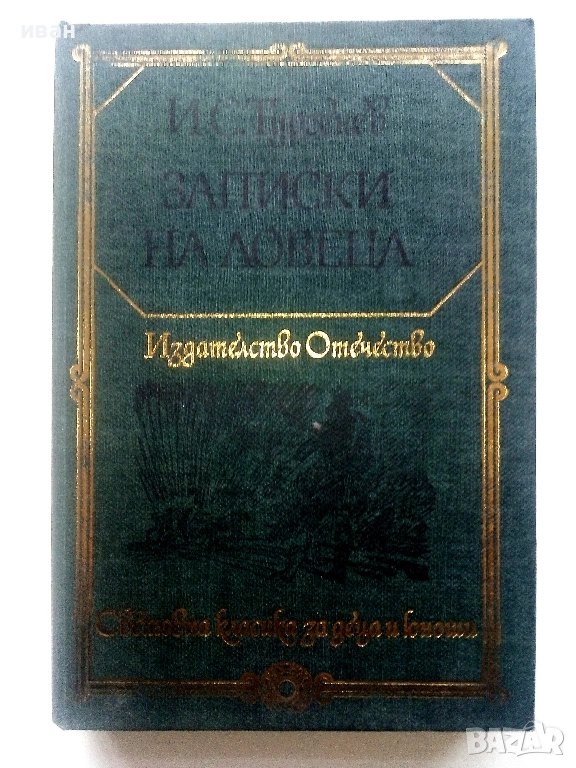 иван
И.С.Тургенев
ЗАПИСКИ
НА ЛОВЕЦА
Издателство Отечество
Световна класика за деца и юноши
BAZAR